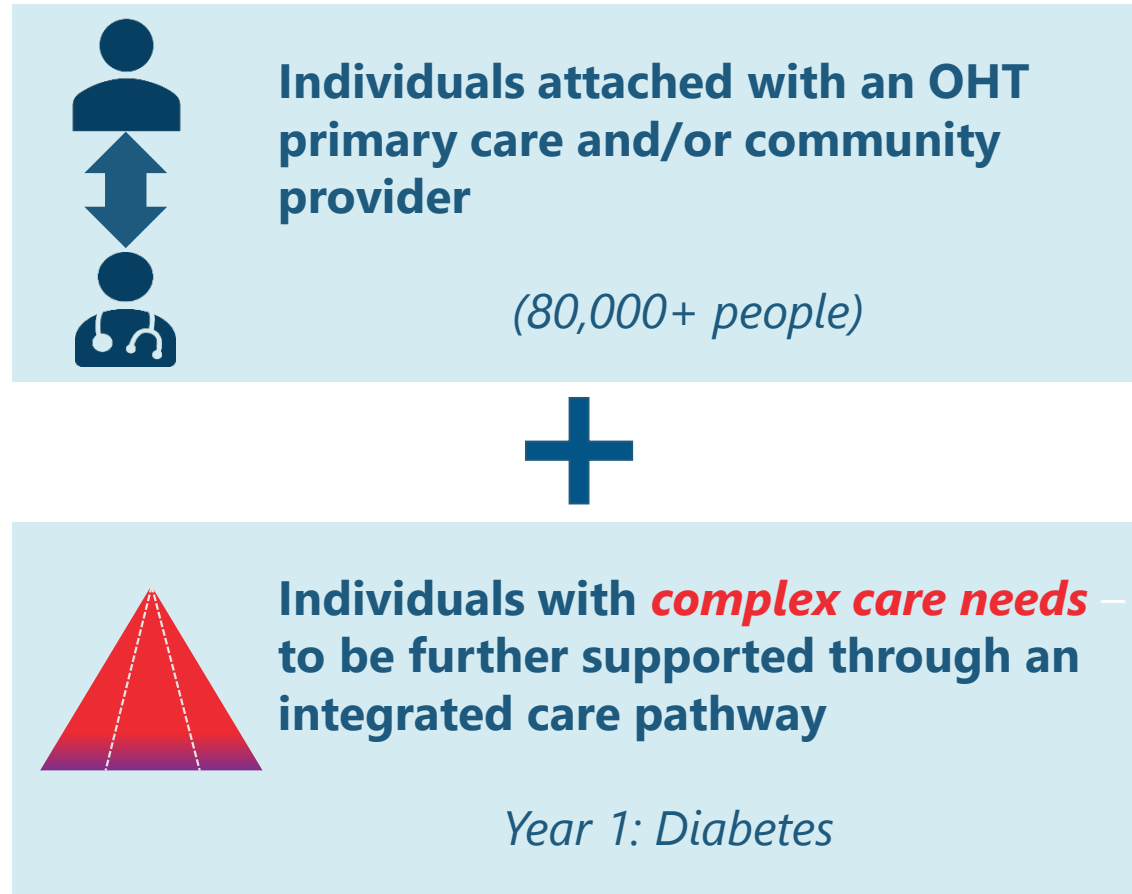 Individuals attached with an OHT
primary care and/or community
provider
(80,000+ people)
Individuals with complex care needs –
to be further supported through an
integrated care pathway
Year 1: Diabetes